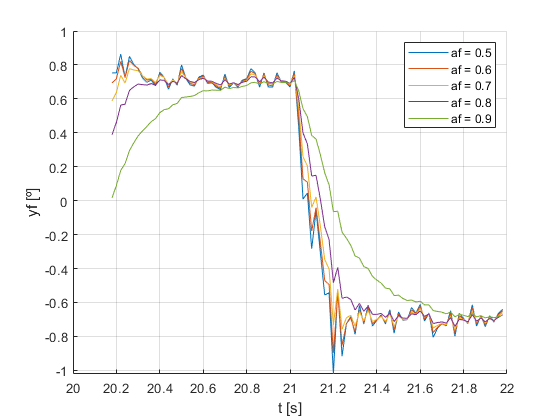 1
0.8
0.6
0.4
0.2
0
-0.2
-0.4
-0.6
-0.8
-1
yf [º]
af = 0.5
af = 0.6
af = 0.7
af = 0.8
af = 0.9
20 20.2 20.4 20.6 20.8 21 21.2 21.4 21.6 21.8 22
t [s]